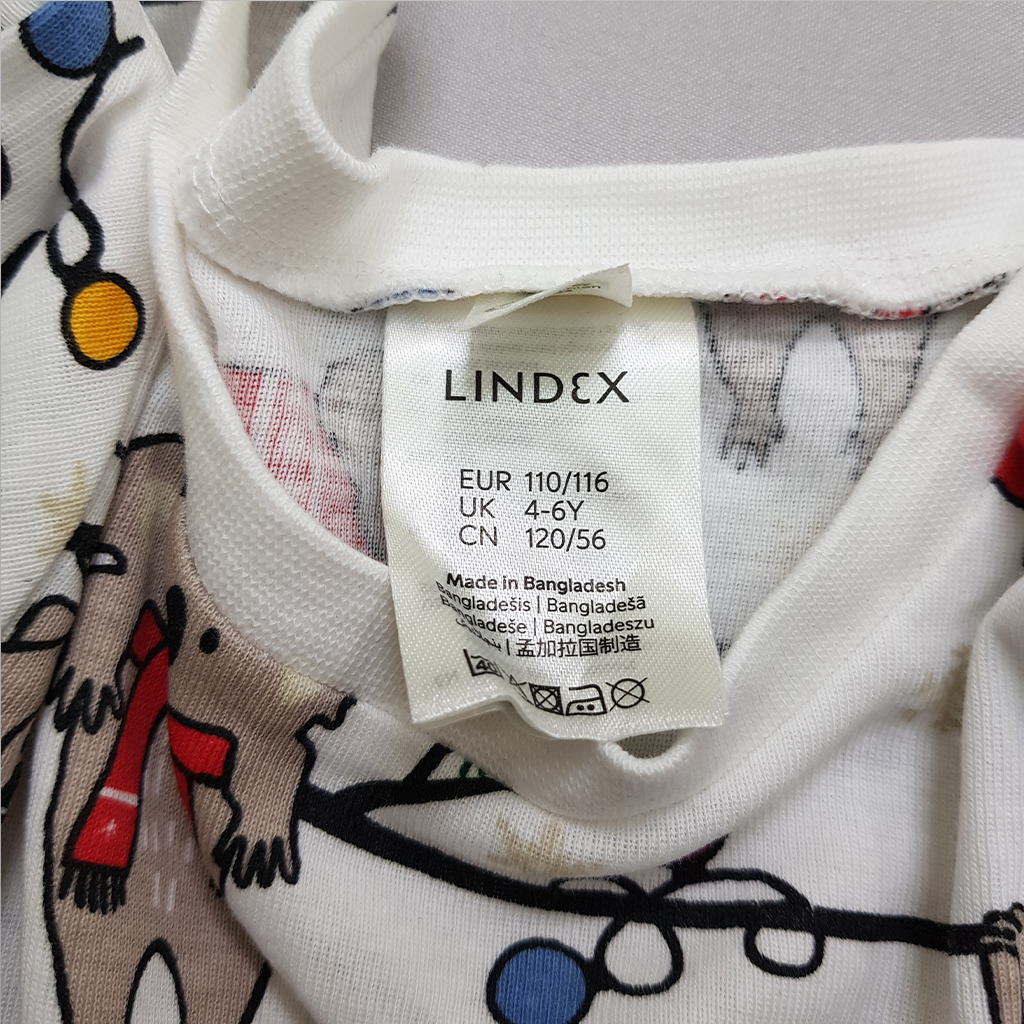 LINDEX
EUR 110/116
UK 4-6Y
CN 120/56
Made in Bangladesh
Bangladešis | Bangladešā
Bangladeše | Bangladeszu
| 孟加拉国制造
40